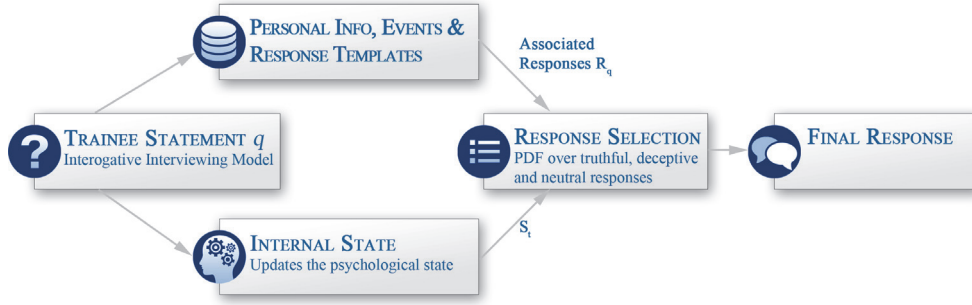 PERSONAL INFO, EVENTS &
RESPONSE TEMPLATES
Associated
Responses Rq
TRAINEE STATEMENT q
Interogative Interviewing Model
RESPONSE SELECTION
PDF over truthful, deceptive
and neutral responses
FINAL RESPONSE
INTERNAL STATE
Updates the psychological state
St